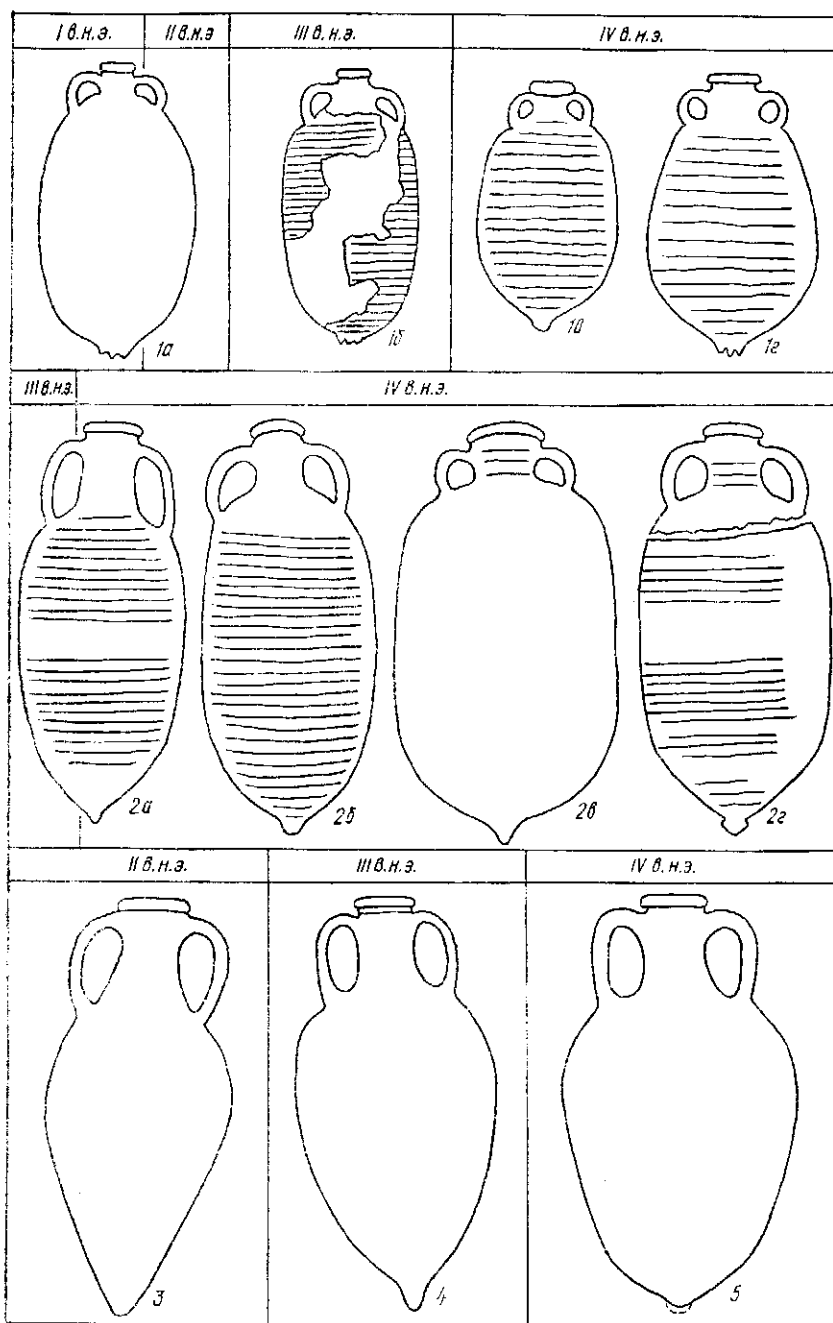 I в.н.э. II в.н.э III в.н.э. IV в.н.э.
1а 1б 1в 1г
III в.н.э. IV в.н.э.
2а 2б 2в 2г
II в.н.э. III в.н.э. IV в.н.э.
3 4 5